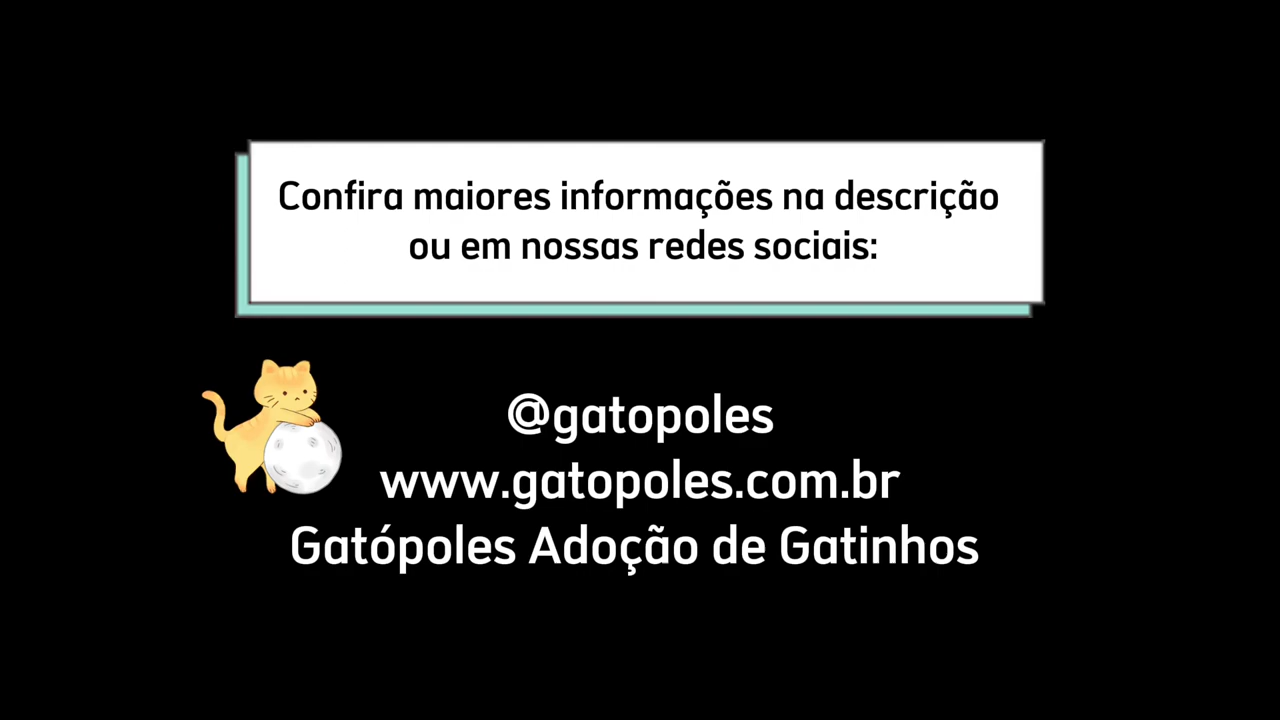 Confira maiores informações na descrição
ou em nossas redes sociais:
@gatopoles
www.gatopoles.com.br
Gatópoles Adoção de Gatinhos